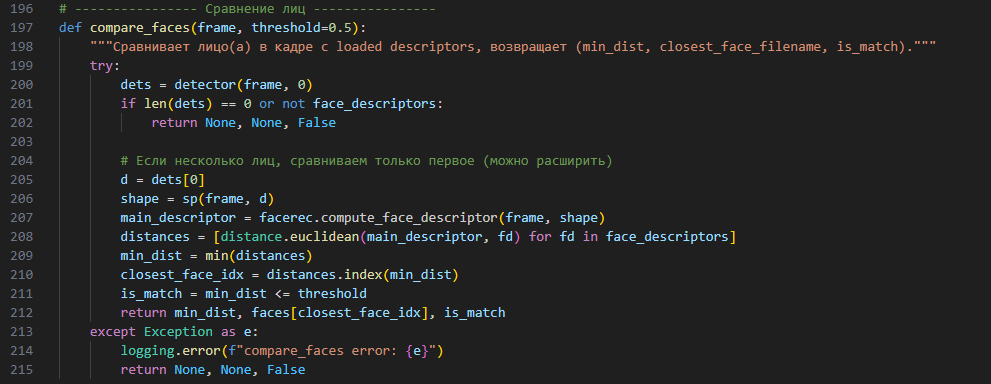 196 # ---------------- Сравнение лиц ----------------
197 def compare_faces(frame, threshold=0.5):
198     """Сравнивает лицо(а) в кадре с loaded descriptors, возвращает (min_dist, closest_face_filename, is_match)."""
199     try:
200         dets = detector(frame, 0)
201         if len(dets) == 0 or not face_descriptors:
202             return None, None, False
203
204         # Если несколько лиц, сравниваем только первое (можно расширить)
205         d = dets[0]
206         shape = sp(frame, d)
207         main_descriptor = facerec.compute_face_descriptor(frame, shape)
208         distances = [distance.euclidean(main_descriptor, fd) for fd in face_descriptors]
209         min_dist = min(distances)
210         closest_face_idx = distances.index(min_dist)
211         is_match = min_dist <= threshold
212         return min_dist, faces[closest_face_idx], is_match
213     except Exception as e:
214         logging.error(f"compare_faces error: {e}")
215         return None, None, False